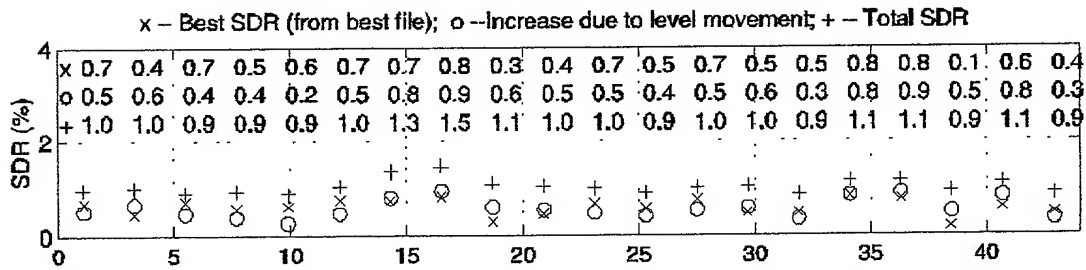 x – Best SDR (from best file); o --Increase due to level movement; + – Total SDR
4
x 0.7 0.4 0.7 0.5 0.6 0.7 0.7 0.8 0.3 0.4 0.7 0.5 0.7 0.5 0.5 0.8 0.8 0.1 0.6 0.4
o 0.5 0.6 0.4 0.4 0.2 0.5 0.8 0.9 0.6 0.5 0.5 0.4 0.5 0.6 0.3 0.8 0.9 0.5 0.8 0.3
+ 1.0 1.0 0.9 0.9 0.9 1.0 1.3 1.5 1.1 1.0 1.0 0.9 1.0 1.0 0.9 1.1 1.1 0.9 1.1 0.9
2
SDR (%)
0
0 5 10 15 20 25 30 35 40